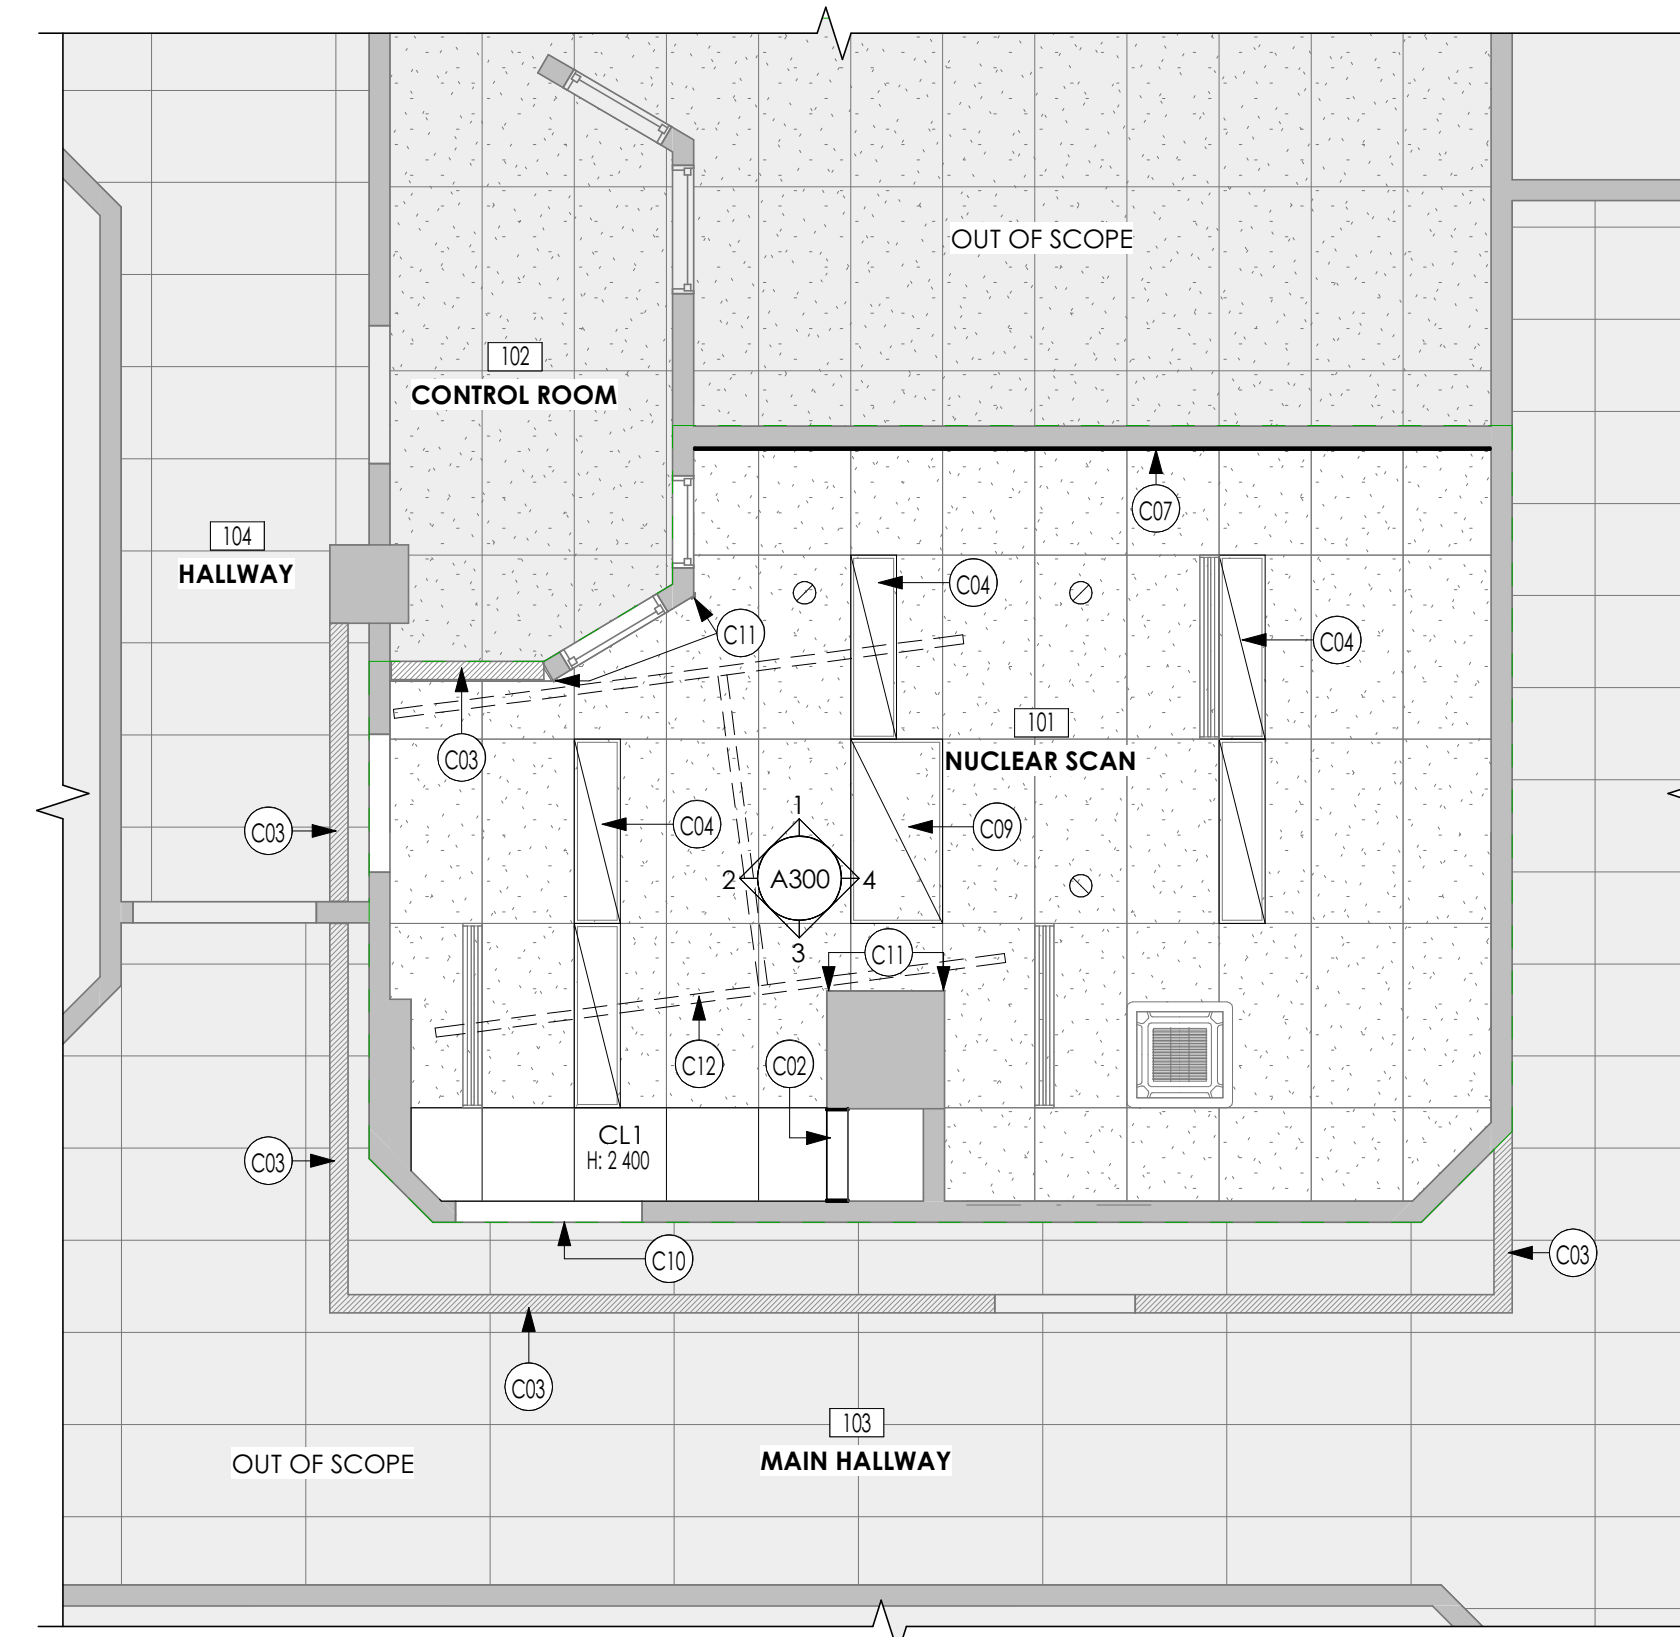 OUT OF SCOPE
102
CONTROL ROOM
C07
104
HALLWAY
C04
C11
C04
101
NUCLEAR SCAN
C03
1
C04
C09
C03
2
A300
4
3
C11
C12
C02
CL1
H: 2 400
C03
C10
C03
C03
103
MAIN HALLWAY
OUT OF SCOPE